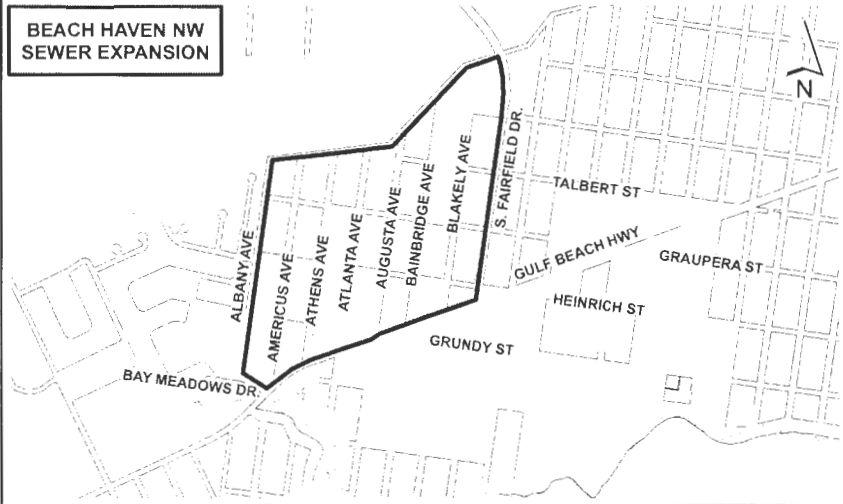 BEACH HAVEN NW
SEWER EXPANSION
N
S. FAIRFIELD DR.
TALBERT ST
BLAKELY AVE
BAINBRIDGE AVE
AUGUSTA AVE
ATLANTA AVE
ATHENS AVE
AMERICUS AVE
ALBANY AVE
GULF BEACH HWY
GRAUPERA ST
HEINRICH ST
GRUNDY ST
BAY MEADOWS DR.